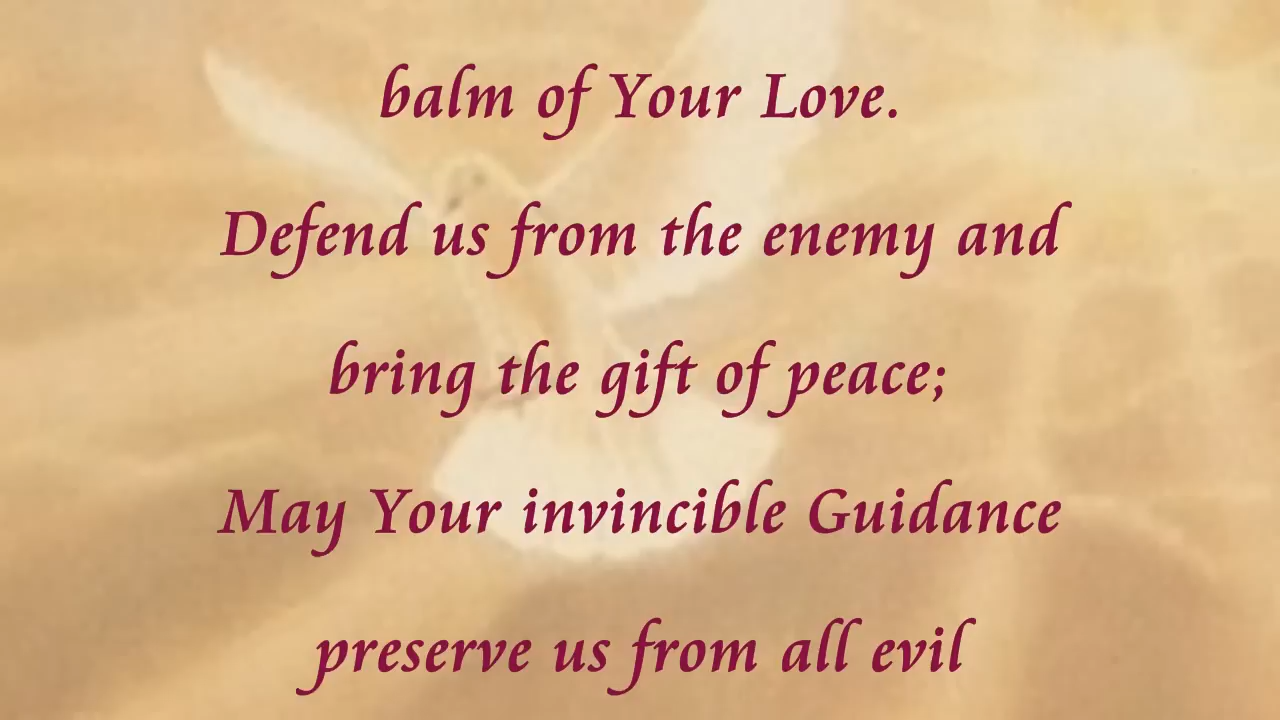 balm of Your Love.
Defend us from the enemy and
bring the gift of peace;
May Your invincible Guidance
preserve us from all evil